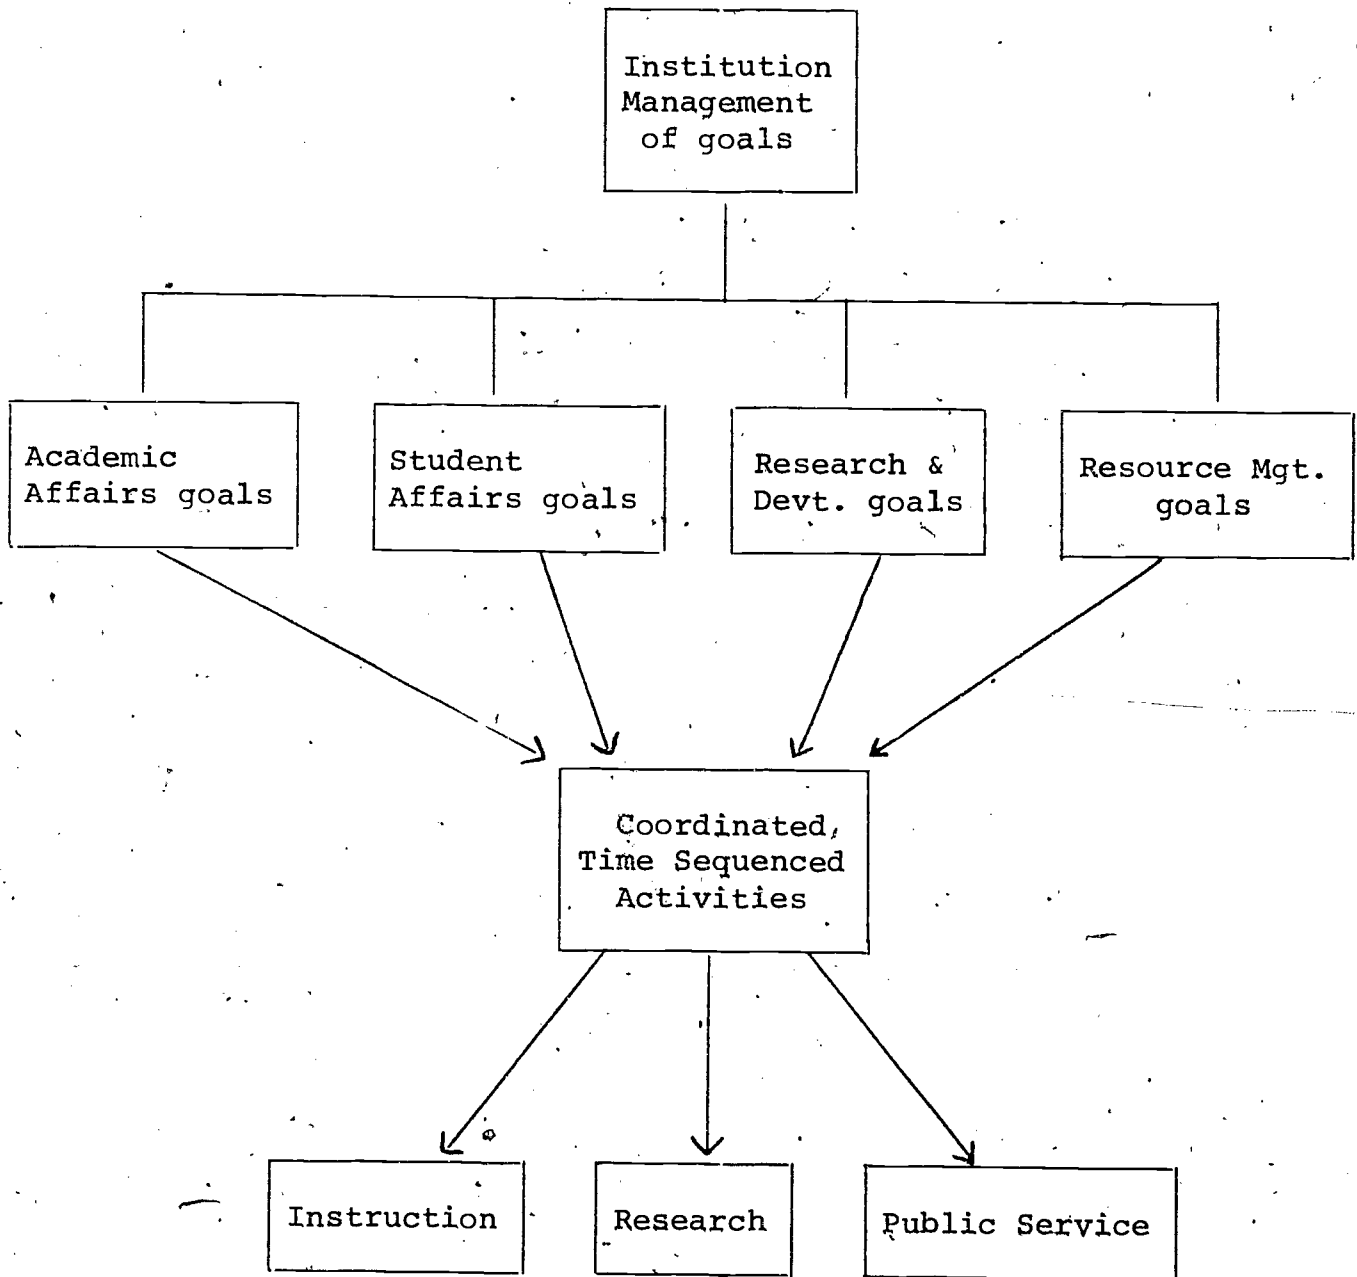 Institution
Management
of goals
Academic
Affairs goals
Student
Affairs goals
Research &
Devt. goals
Resource Mgt.
goals
Coordinated,
Time Sequenced
Activities
Instruction
Research
Public Service